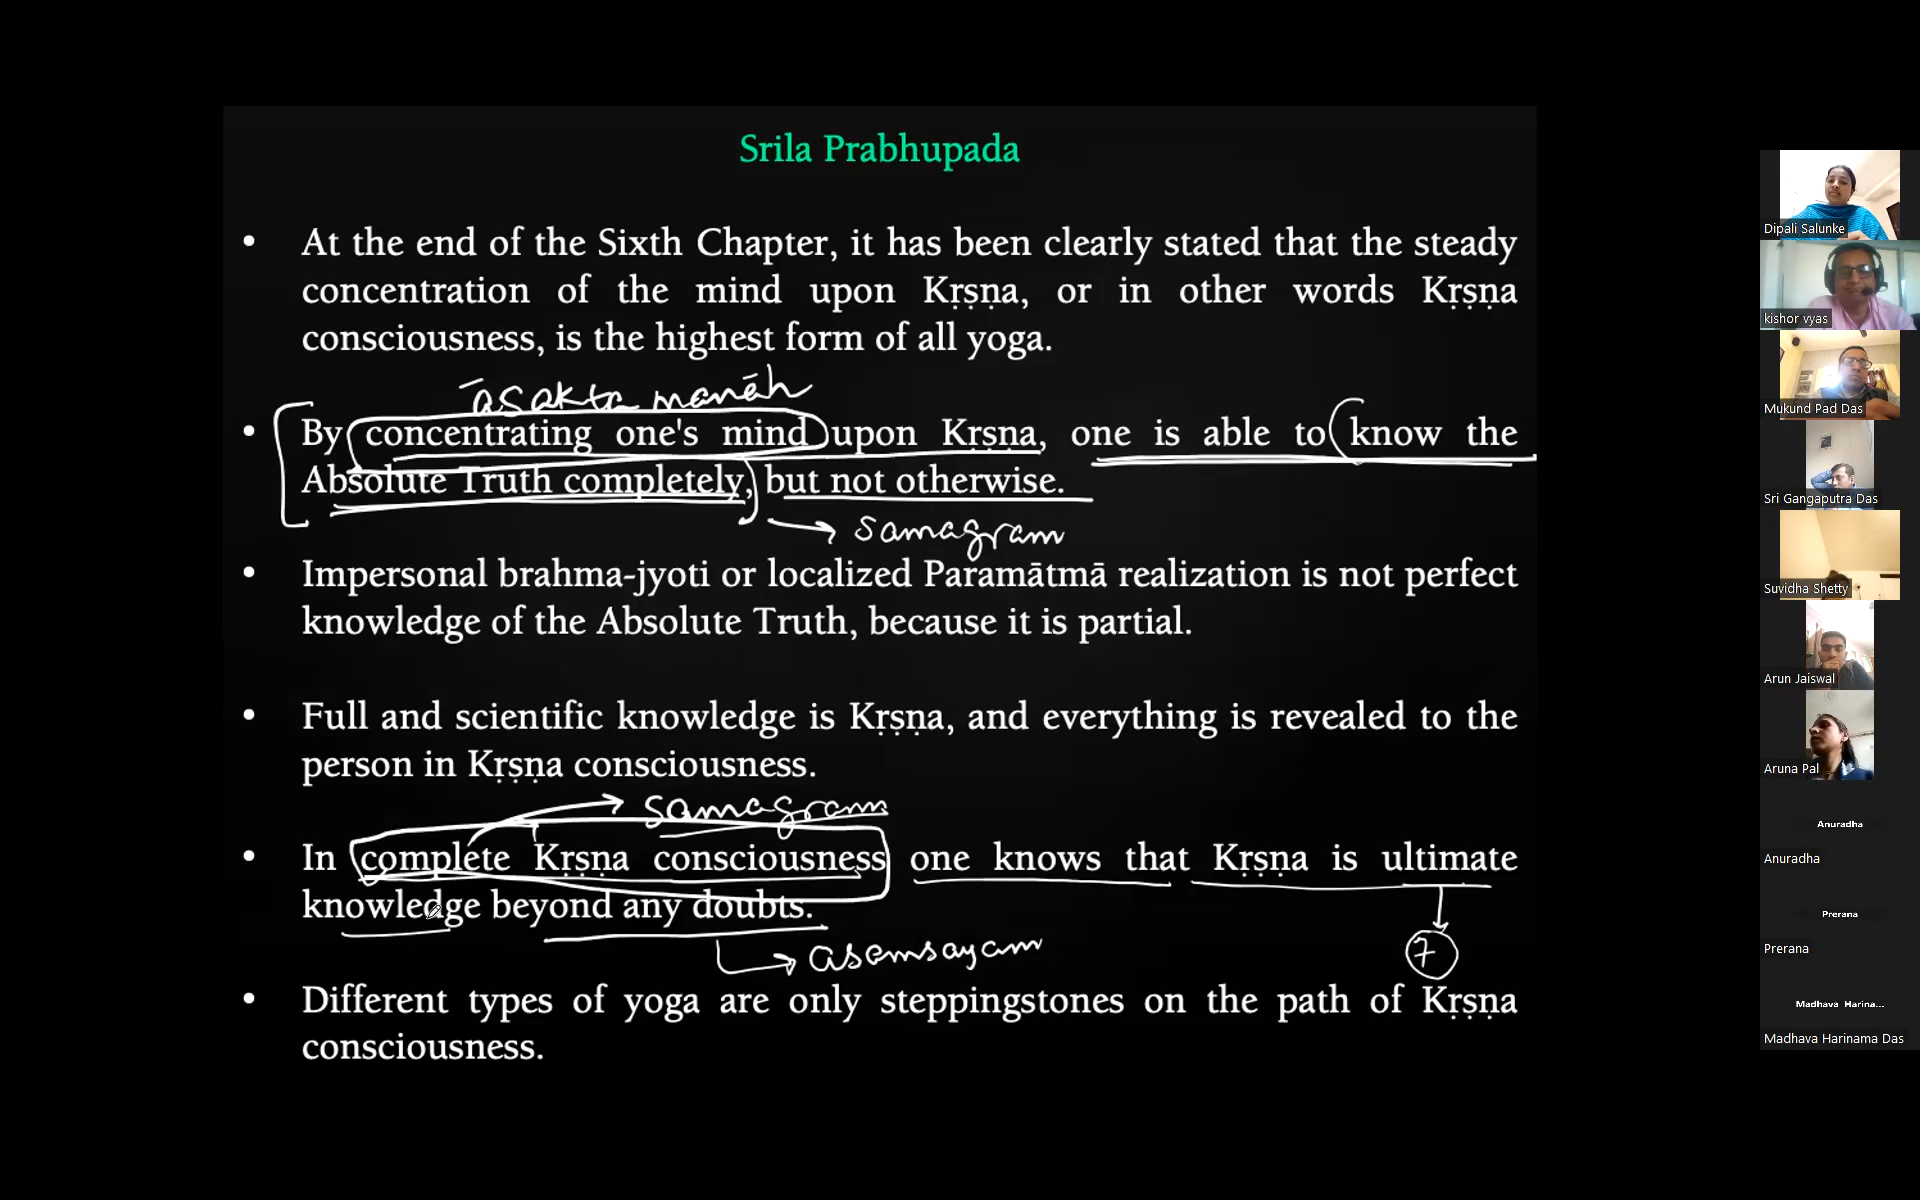 Srila Prabhupada
• At the end of the Sixth Chapter, it has been clearly stated that the steady
concentration of the mind upon Kṛṣṇa, or in other words Kṛṣṇa
consciousness, is the highest form of all yoga.
āsakta manāh
• By concentrating one's mind upon Kṛṣṇa, one is able to know the
Absolute Truth completely, but not otherwise.
samagram
• Impersonal brahma-jyoti or localized Paramātmā realization is not perfect
knowledge of the Absolute Truth, because it is partial.
• Full and scientific knowledge is Kṛṣṇa, and everything is revealed to the
person in Kṛṣṇa consciousness.
samagram
• In complete Kṛṣṇa consciousness one knows that Kṛṣṇa is ultimate
knowledge beyond any doubts.
asamsayam
7
• Different types of yoga are only steppingstones on the path of Kṛṣṇa
consciousness.
Dipali Salunke
kishor vyas
Mukund Pad Das
Sri Gangaputra Das
Suvidha Shetty
Arun Jaiswal
Aruna Pal
Anuradha
Anuradha
Prerana
Prerana
Madhava Harina...
Madhava Harinama Das